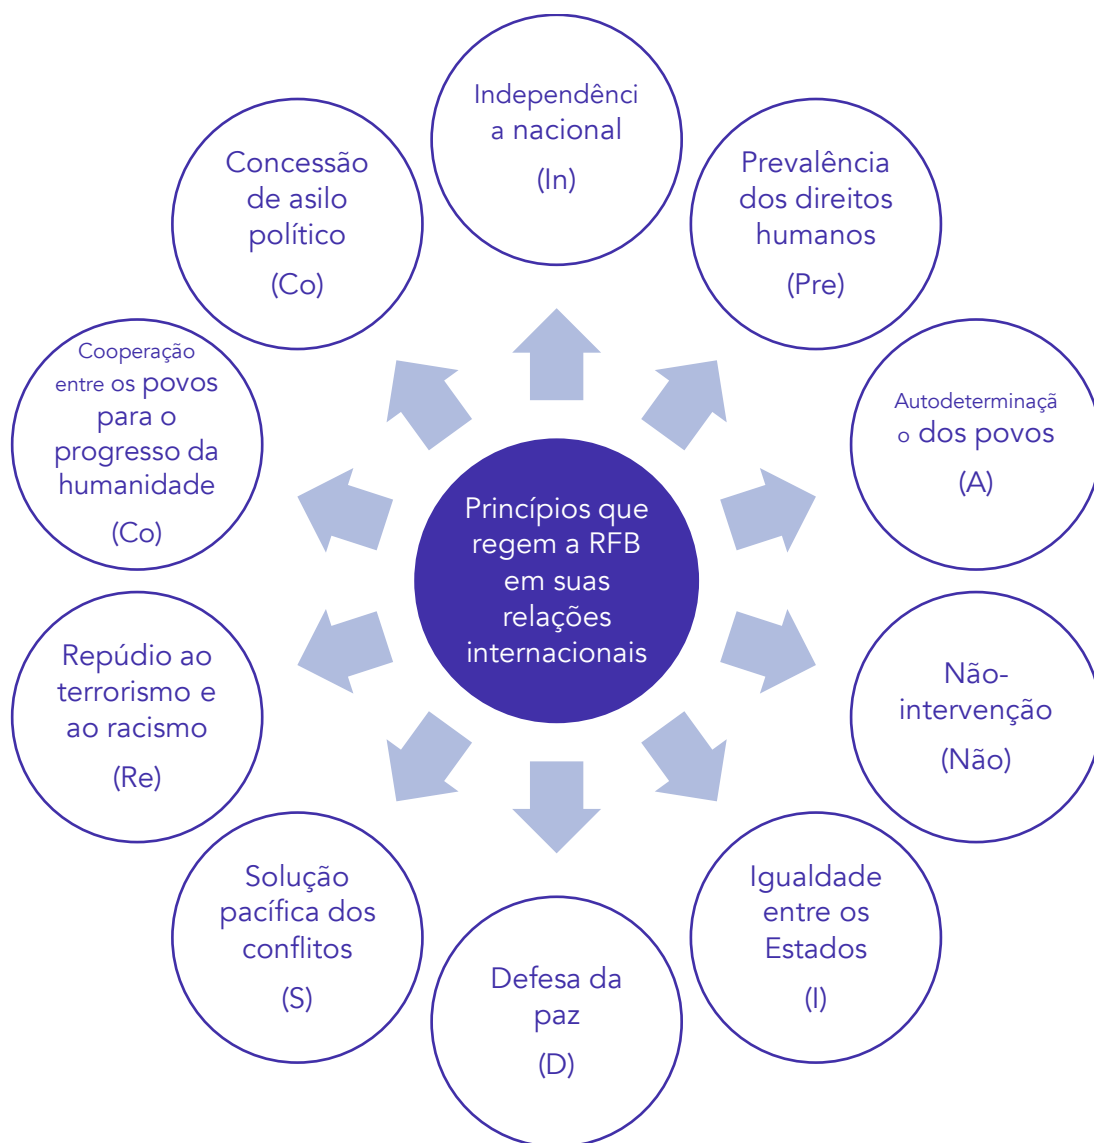 Independênci
a nacional
(In)
Prevalência
dos direitos
humanos
(Pre)
Autodeterminaçã
o dos povos
(A)
Não-
intervenção
(Não)
Igualdade
entre os
Estados
(I)
Defesa da
paz
(D)
Solução
pacífica dos
conflitos
(S)
Repúdio ao
terrorismo e
ao racismo
(Re)
Cooperação
entre os povos
para o
progresso da
humanidade
(Co)
Concessão
de asilo
político
(Co)
Princípios que
regem a RFB
em suas
relações
internacionais